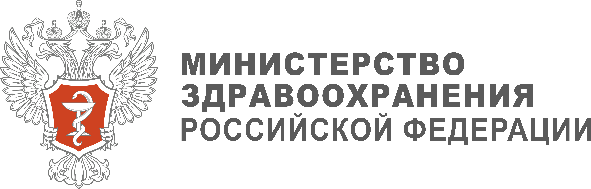 МИНИСТЕРСТВО
ЗДРАВООХРАНЕНИЯ
РОССИЙСКОЙ ФЕДЕРАЦИИ